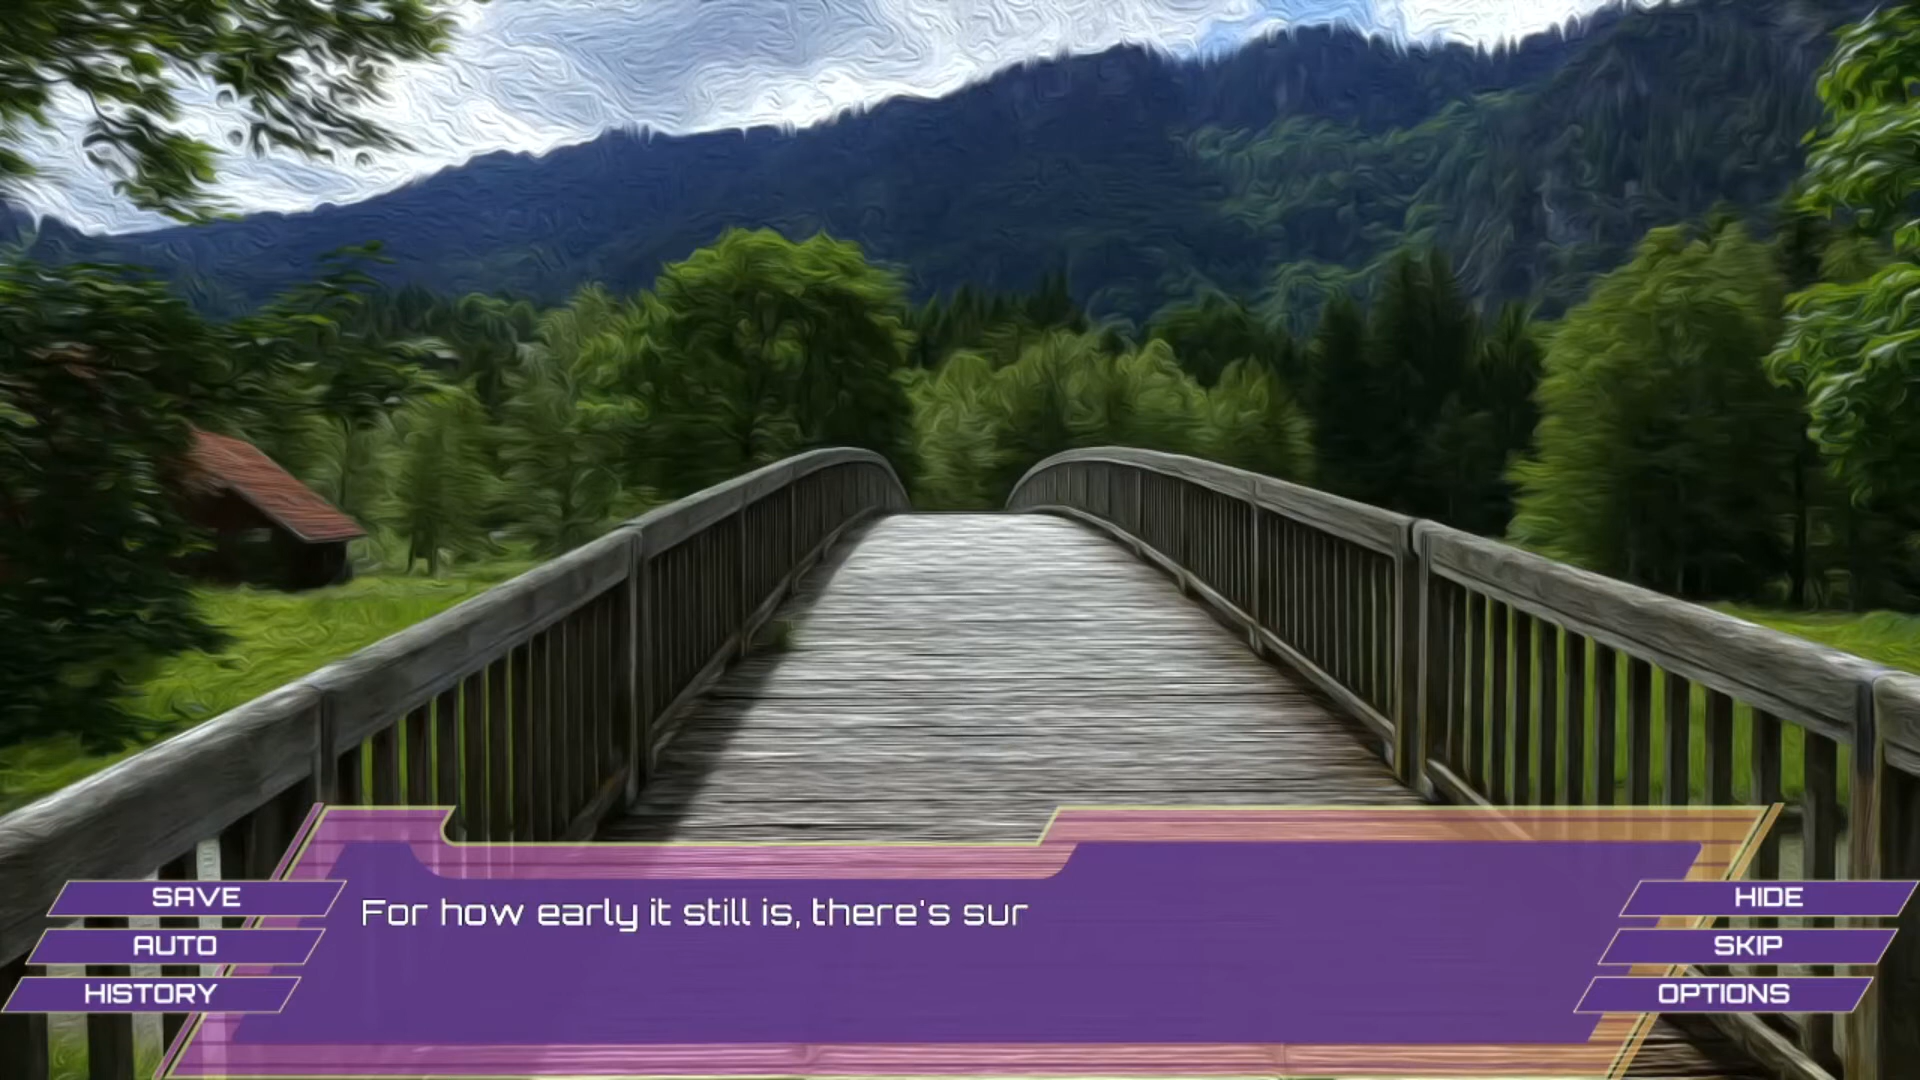 For how early it still is, there's sur
SAVE
AUTO
HISTORY
HIDE
SKIP
OPTIONS